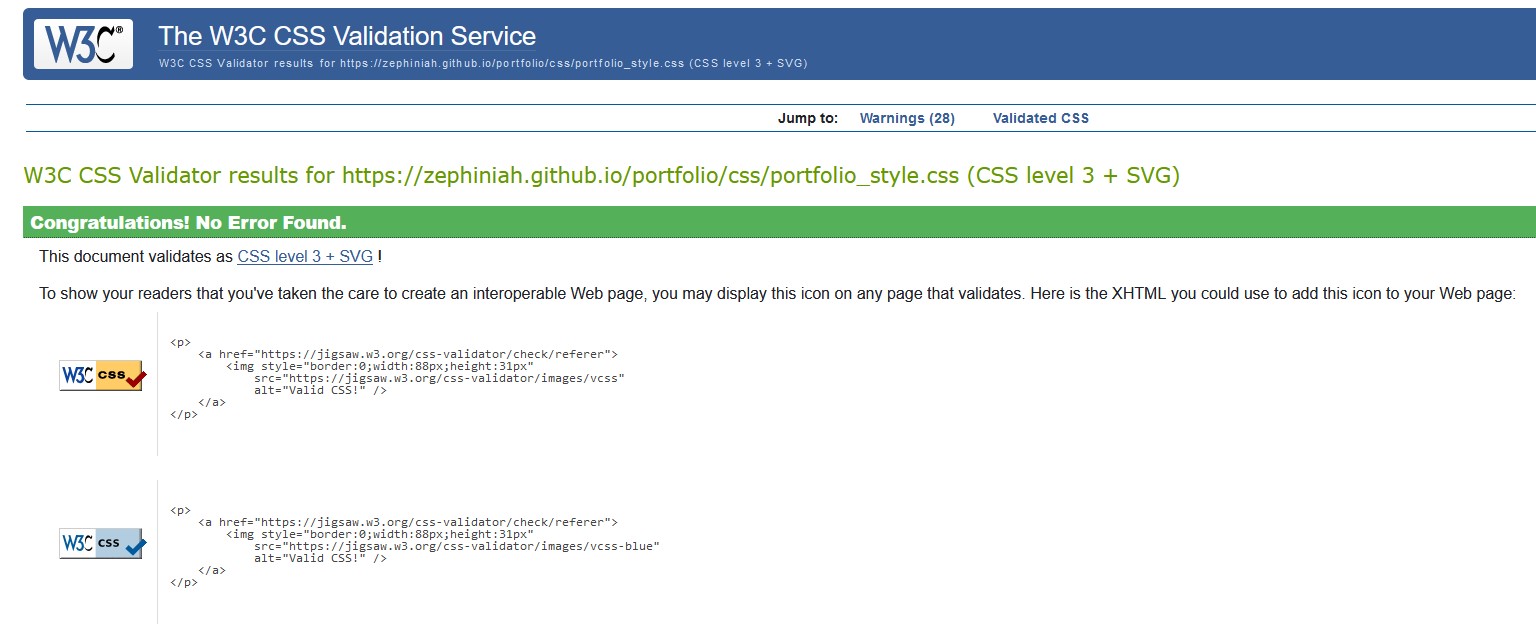 W3C®
The W3C CSS Validation Service
W3C CSS Validator results for https://zephiniah.github.io/portfolio/css/portfolio_style.css (CSS level 3 + SVG)
Jump to: Warnings (28) Validated CSS
W3C CSS Validator results for https://zephiniah.github.io/portfolio/css/portfolio_style.css (CSS level 3 + SVG)
Congratulations! No Error Found.
This document validates as CSS level 3 + SVG !
To show your readers that you've taken the care to create an interoperable Web page, you may display this icon on any page that validates. Here is the XHTML you could use to add this icon to your Web page:
W3C css
<p>
<a href="https://jigsaw.w3.org/css-validator/check/referer">
<img style="border:0;width:88px;height:31px"
src="https://jigsaw.w3.org/css-validator/images/vcss"
alt="Valid CSS!" />
</a>
</p>
W3C css
<p>
<a href="https://jigsaw.w3.org/css-validator/check/referer">
<img style="border:0;width:88px;height:31px"
src="https://jigsaw.w3.org/css-validator/images/vcss-blue"
alt="Valid CSS!" />
</a>
</p>